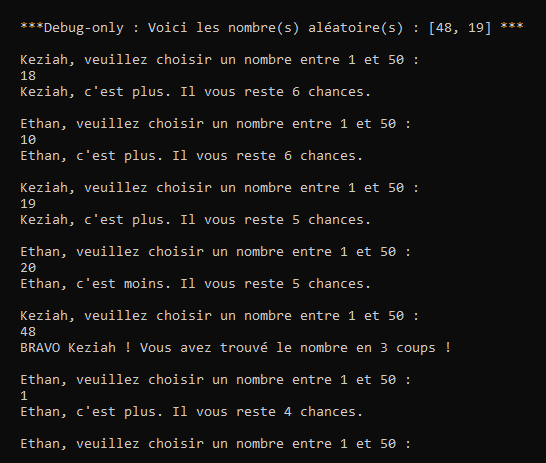 ***Debug-only : Voici les nombre(s) aléatoire(s) : [48, 19] ***
Keziah, veuillez choisir un nombre entre 1 et 50 :
18
Keziah, c'est plus. Il vous reste 6 chances.
Ethan, veuillez choisir un nombre entre 1 et 50 :
10
Ethan, c'est plus. Il vous reste 6 chances.
Keziah, veuillez choisir un nombre entre 1 et 50 :
19
Keziah, c'est plus. Il vous reste 5 chances.
Ethan, veuillez choisir un nombre entre 1 et 50 :
20
Ethan, c'est moins. Il vous reste 5 chances.
Keziah, veuillez choisir un nombre entre 1 et 50 :
48
BRAVO Keziah ! Vous avez trouvé le nombre en 3 coups !
Ethan, veuillez choisir un nombre entre 1 et 50 :
1
Ethan, c'est plus. Il vous reste 4 chances.
Ethan, veuillez choisir un nombre entre 1 et 50 :